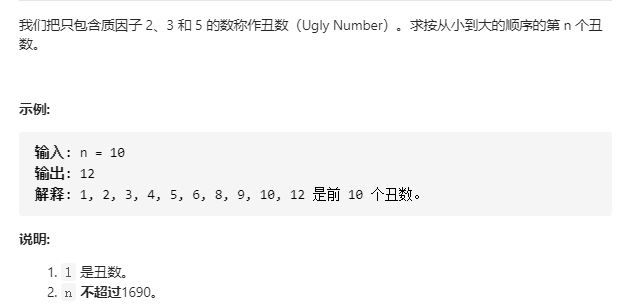 我们把只包含质因子 2、3 和 5 的数称作丑数（Ugly Number）。求按从小到大的顺序的第 n 个丑
数。
示例:
输入: n = 10
输出: 12
解释: 1, 2, 3, 4, 5, 6, 8, 9, 10, 12 是前 10 个丑数。
说明:
1. 1 是丑数。
2. n 不超过1690。